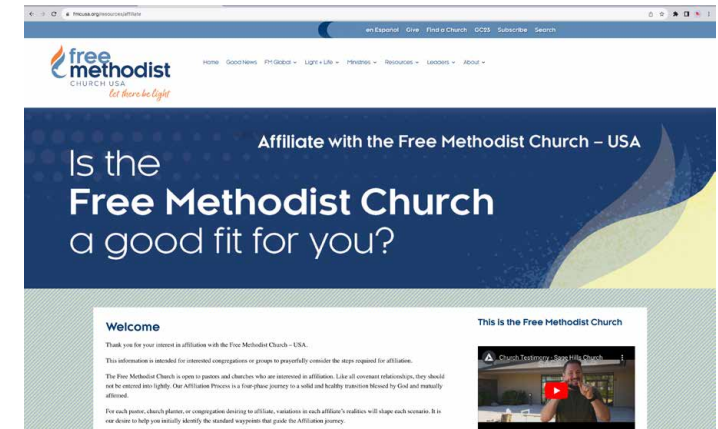 fmcusa.org/resources/affiliate
en Español Give Find a Church GC23 Subscribe Search
free
methodist
CHURCH USA
let there be light
Home Good News FM Global Light + Life Ministries Resources Leaders About
Affiliate with the Free Methodist Church – USA
Is the
Free Methodist Church
a good fit for you?
Welcome
Thank you for your interest in affiliation with the Free Methodist Church – USA.
This information is intended for interested congregations or groups to prayerfully consider the steps required for affiliation.
The Free Methodist Church is open to pastors and churches who are interested in affiliation. Like all covenant relationships, they should
not be entered into lightly. Our Affiliation Process is a four-phase journey to a solid and healthy transition blessed by God and mutually
affirmed.
For each pastor, church planter, or congregation desiring to affiliate, variations in each affiliate's realities will shape each scenario. It is
our desire to help you initially identify the standard waypoints that guide the Affiliation journey.
This is the Free Methodist Church
Church Testimony - Sage Hills Church